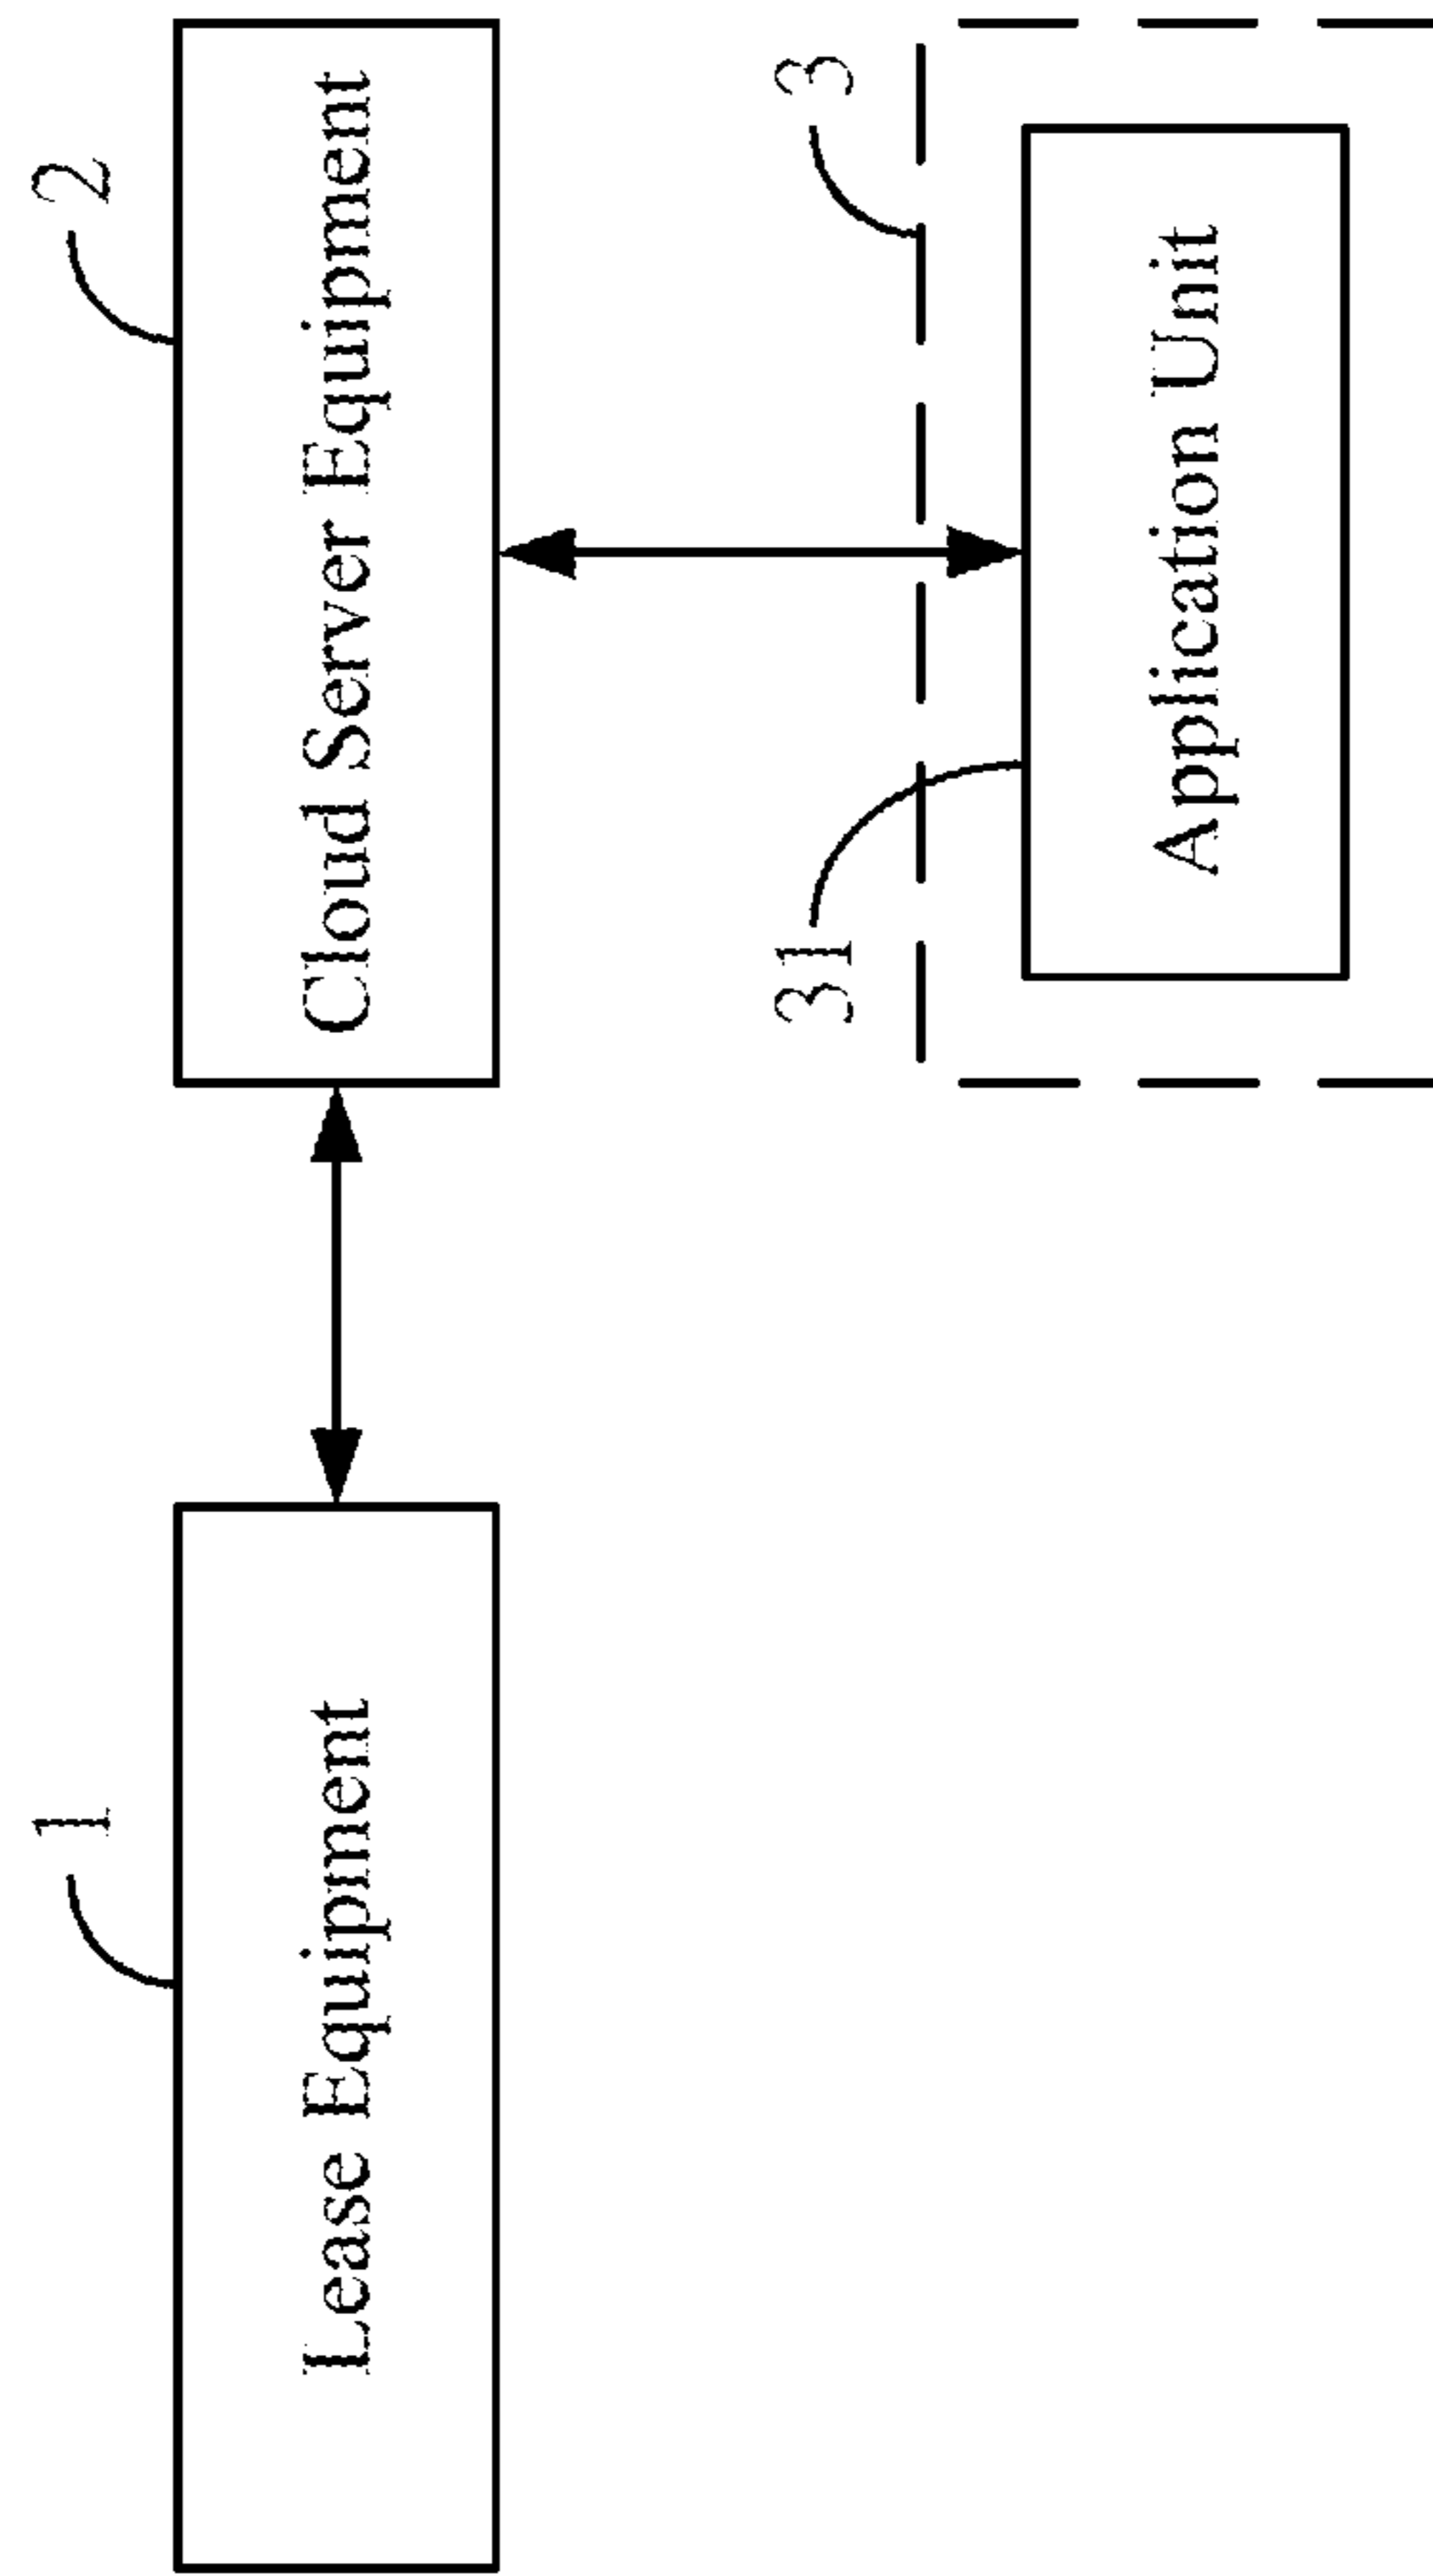 1
2
Lease Equipment
Cloud Server Equipment
31
3
Application Unit